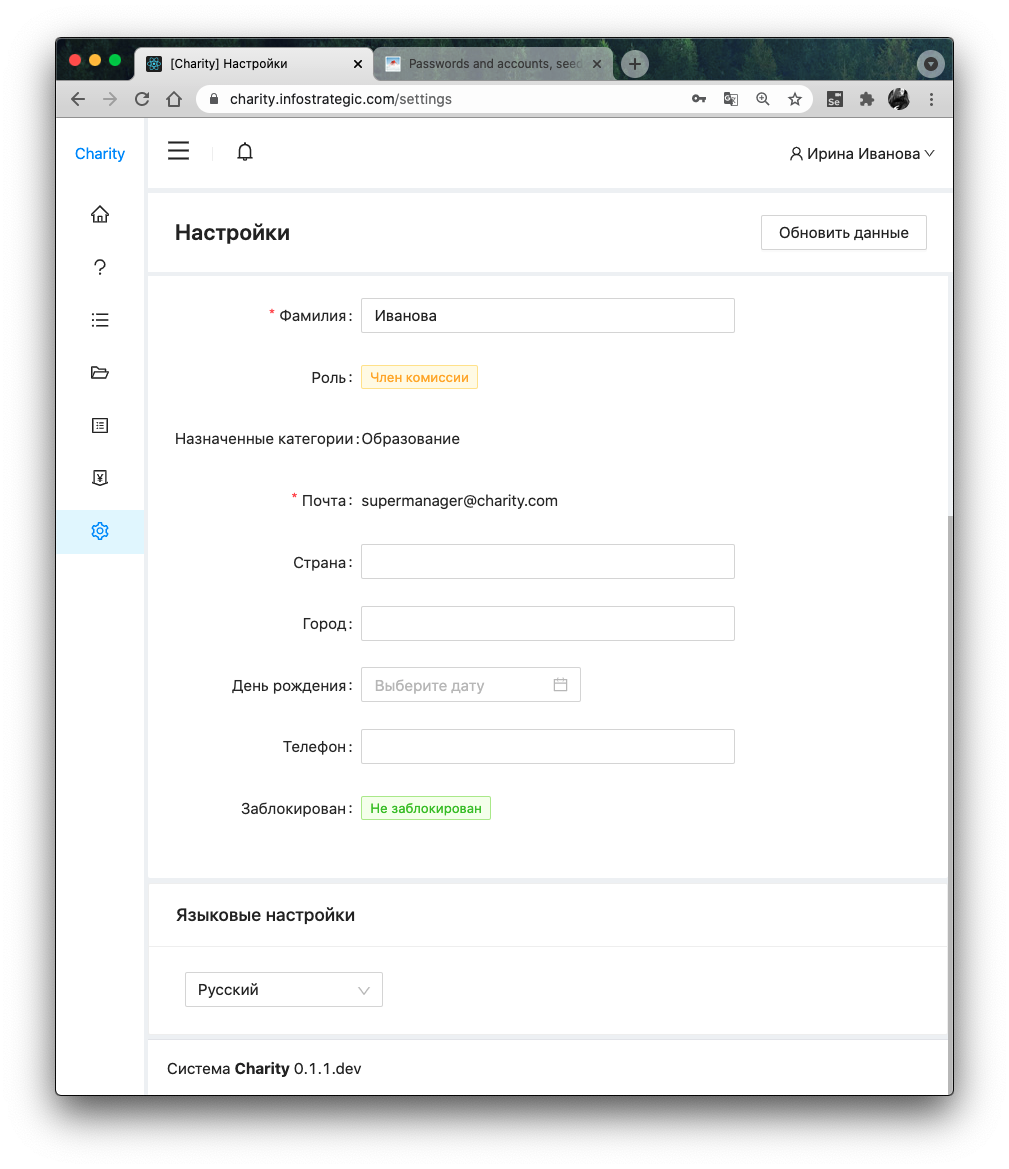 [Charity] Настройки
Passwords and accounts, seed
charity.infostrategic.com/settings
Se
Charity
Ирина Иванова
Настройки
Обновить данные
* Фамилия: Иванова
Роль: Член комиссии
Назначенные категории: Образование
* Почта: supermanager@charity.com
Страна:
Город:
День рождения: Выберите дату
Телефон:
Заблокирован: Не заблокирован
Языковые настройки
Русский
Система Charity 0.1.1.dev